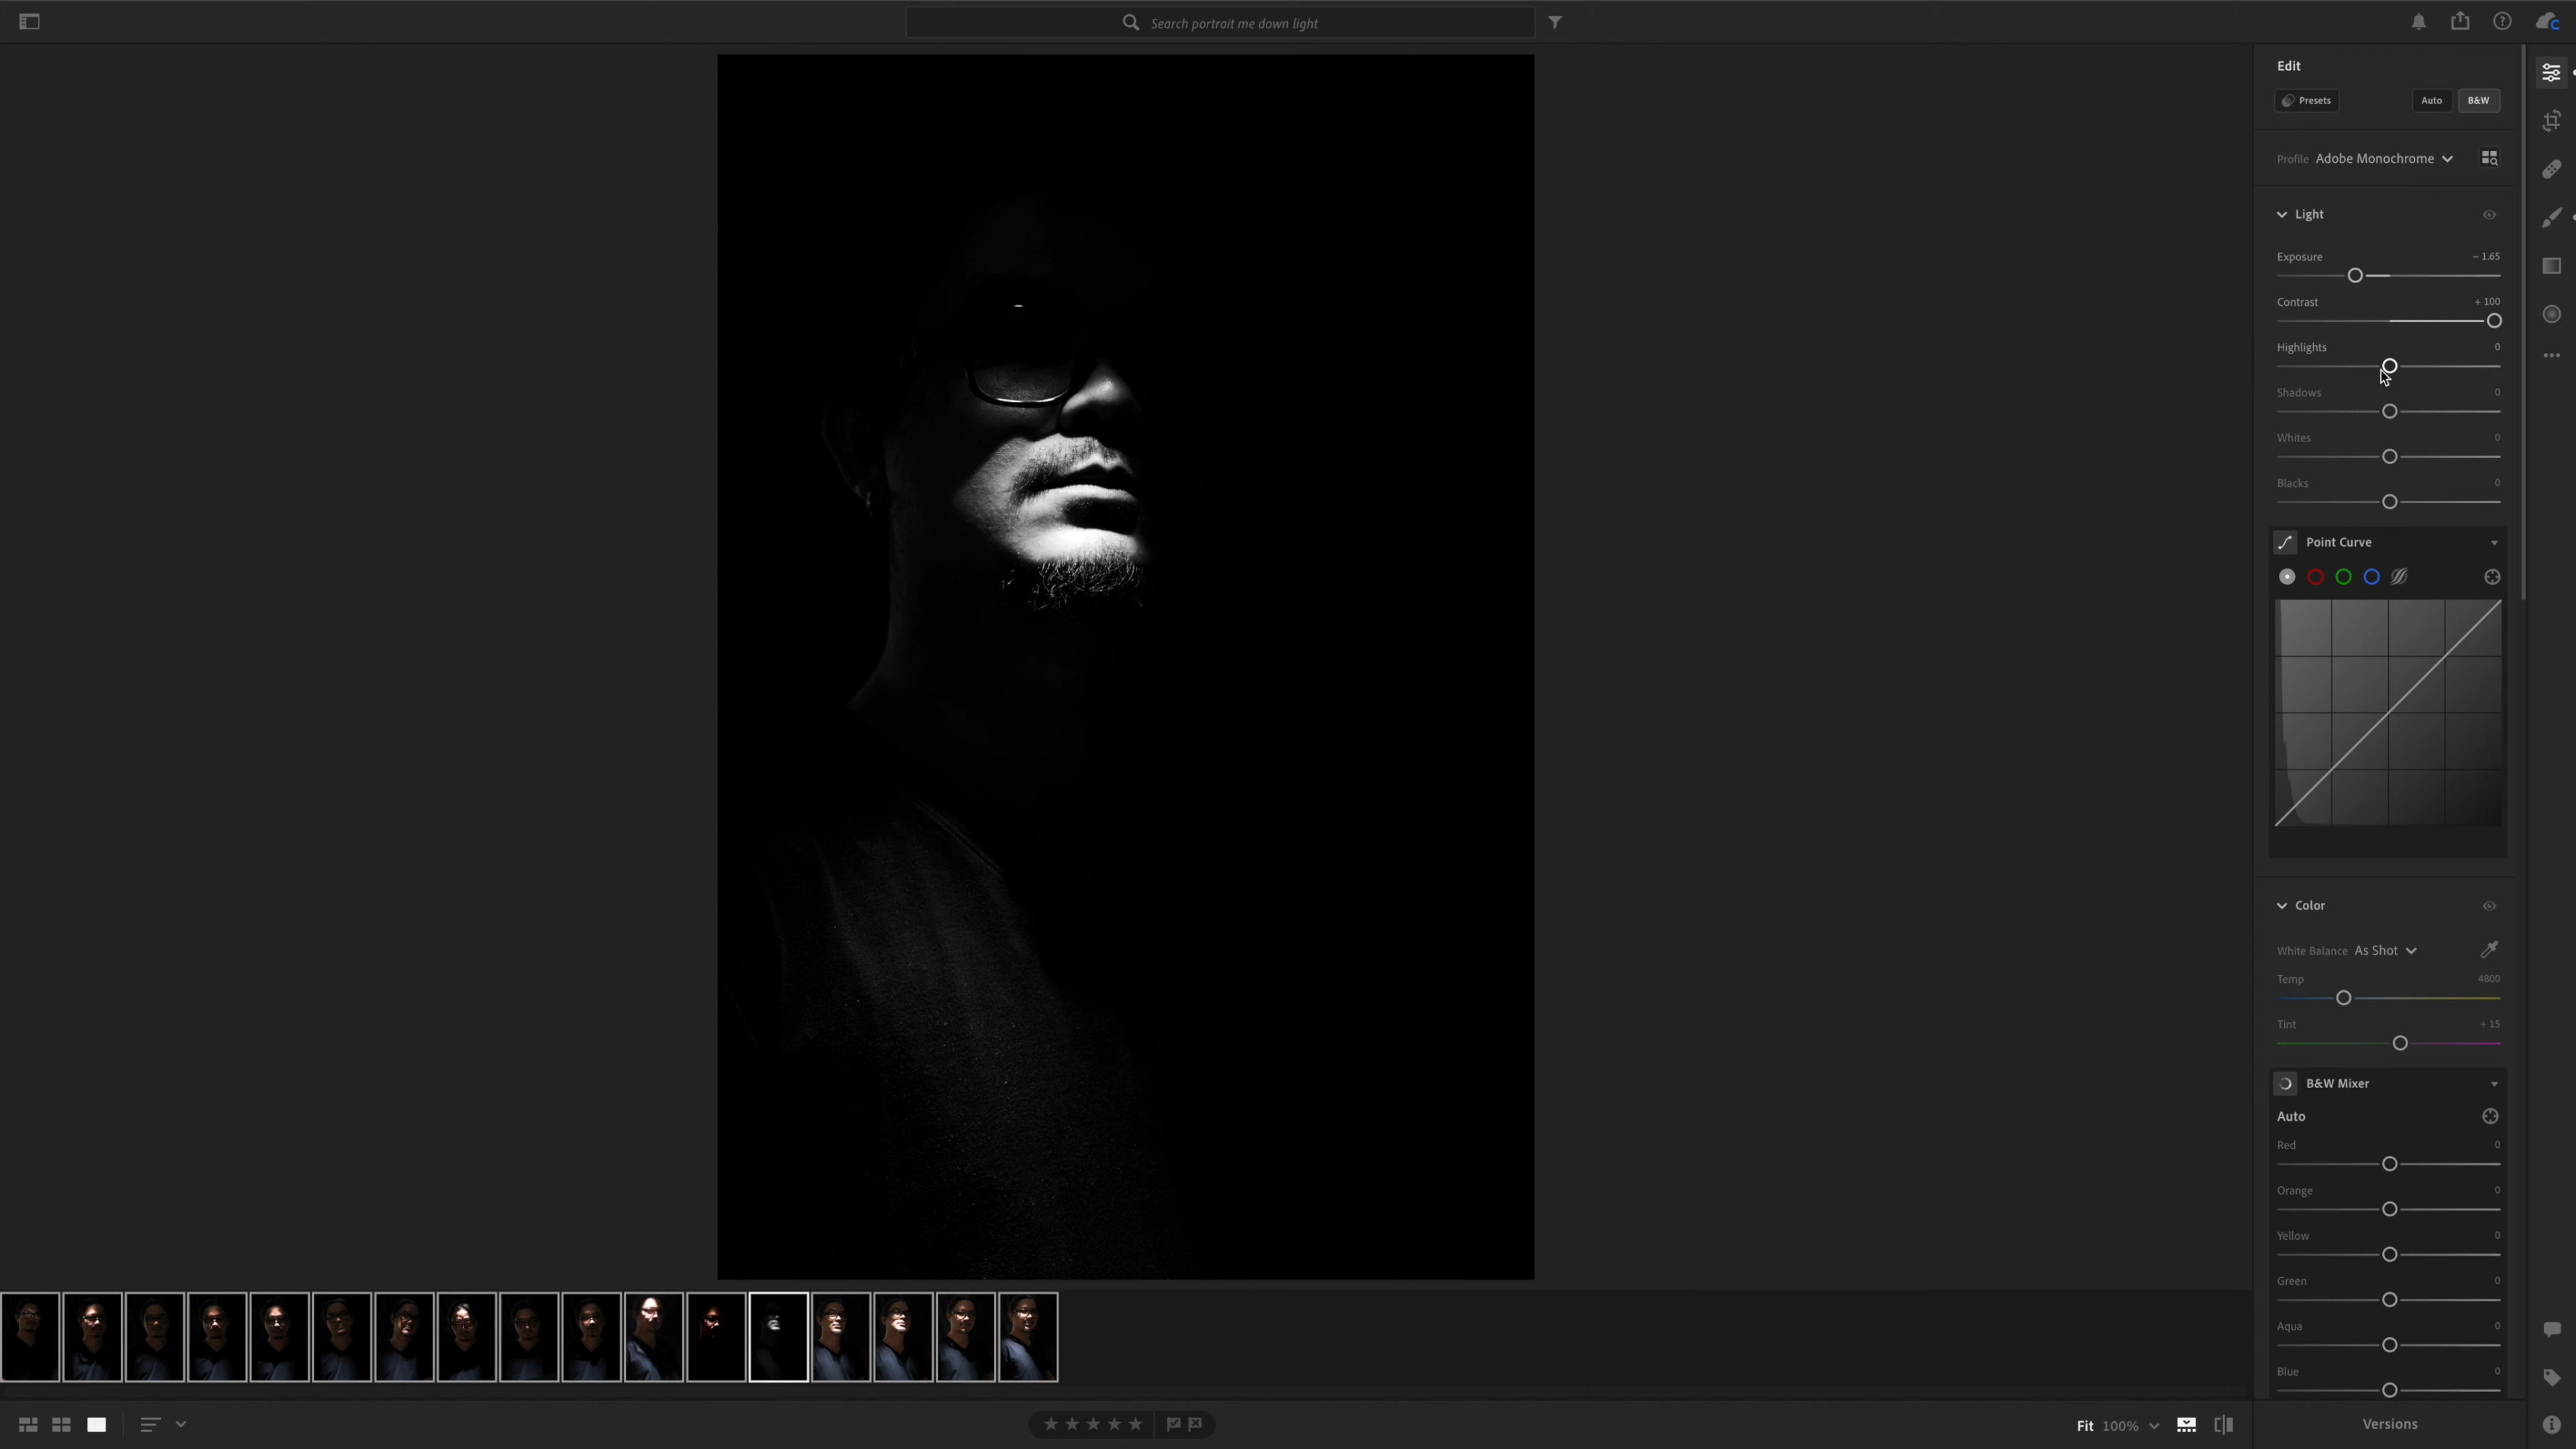 Search portrait me down light
Edit
Presets
Auto
B&W
Profile Adobe Monochrome
Light
Exposure − 1.65
Contrast + 100
Highlights 0
Shadows 0
Whites 0
Blacks 0
Point Curve
Color
White Balance As Shot
Temp 4800
Tint + 15
B&W Mixer
Auto
Red 0
Orange 0
Yellow 0
Green 0
Aqua 0
Blue 0
Fit 100%
Versions